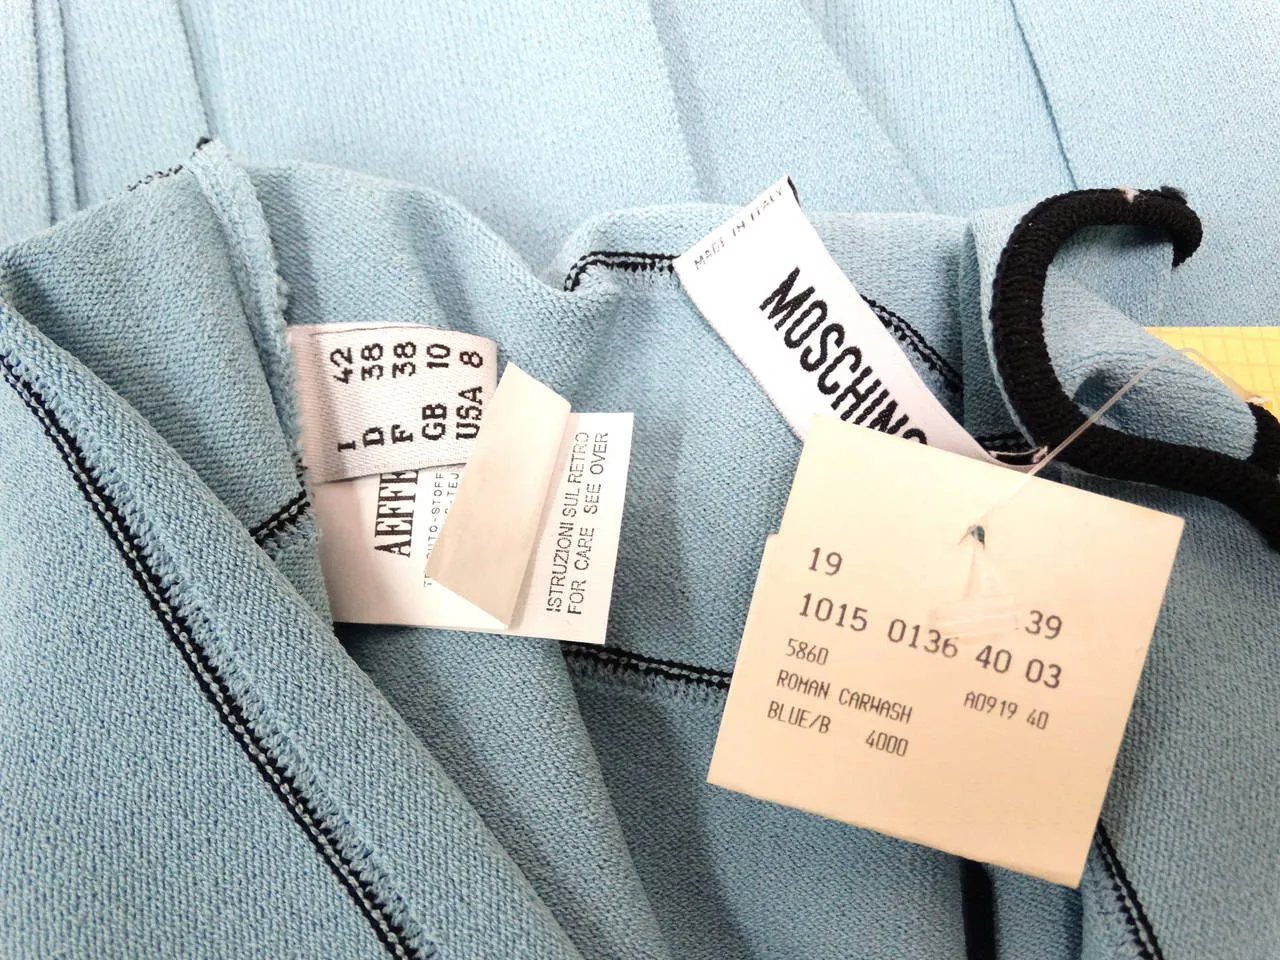 MADE IN ITALY
MOSCHINO
I 42
D 38
F 38
GB 10
USA 8
AEFFE
ISTRUZIONI SUL RETRO
FOR CARE SEE OVER
19
1015 0136 39
40 03
5860
ROMAN CARWASH A0919 40
BLUE/B 4000